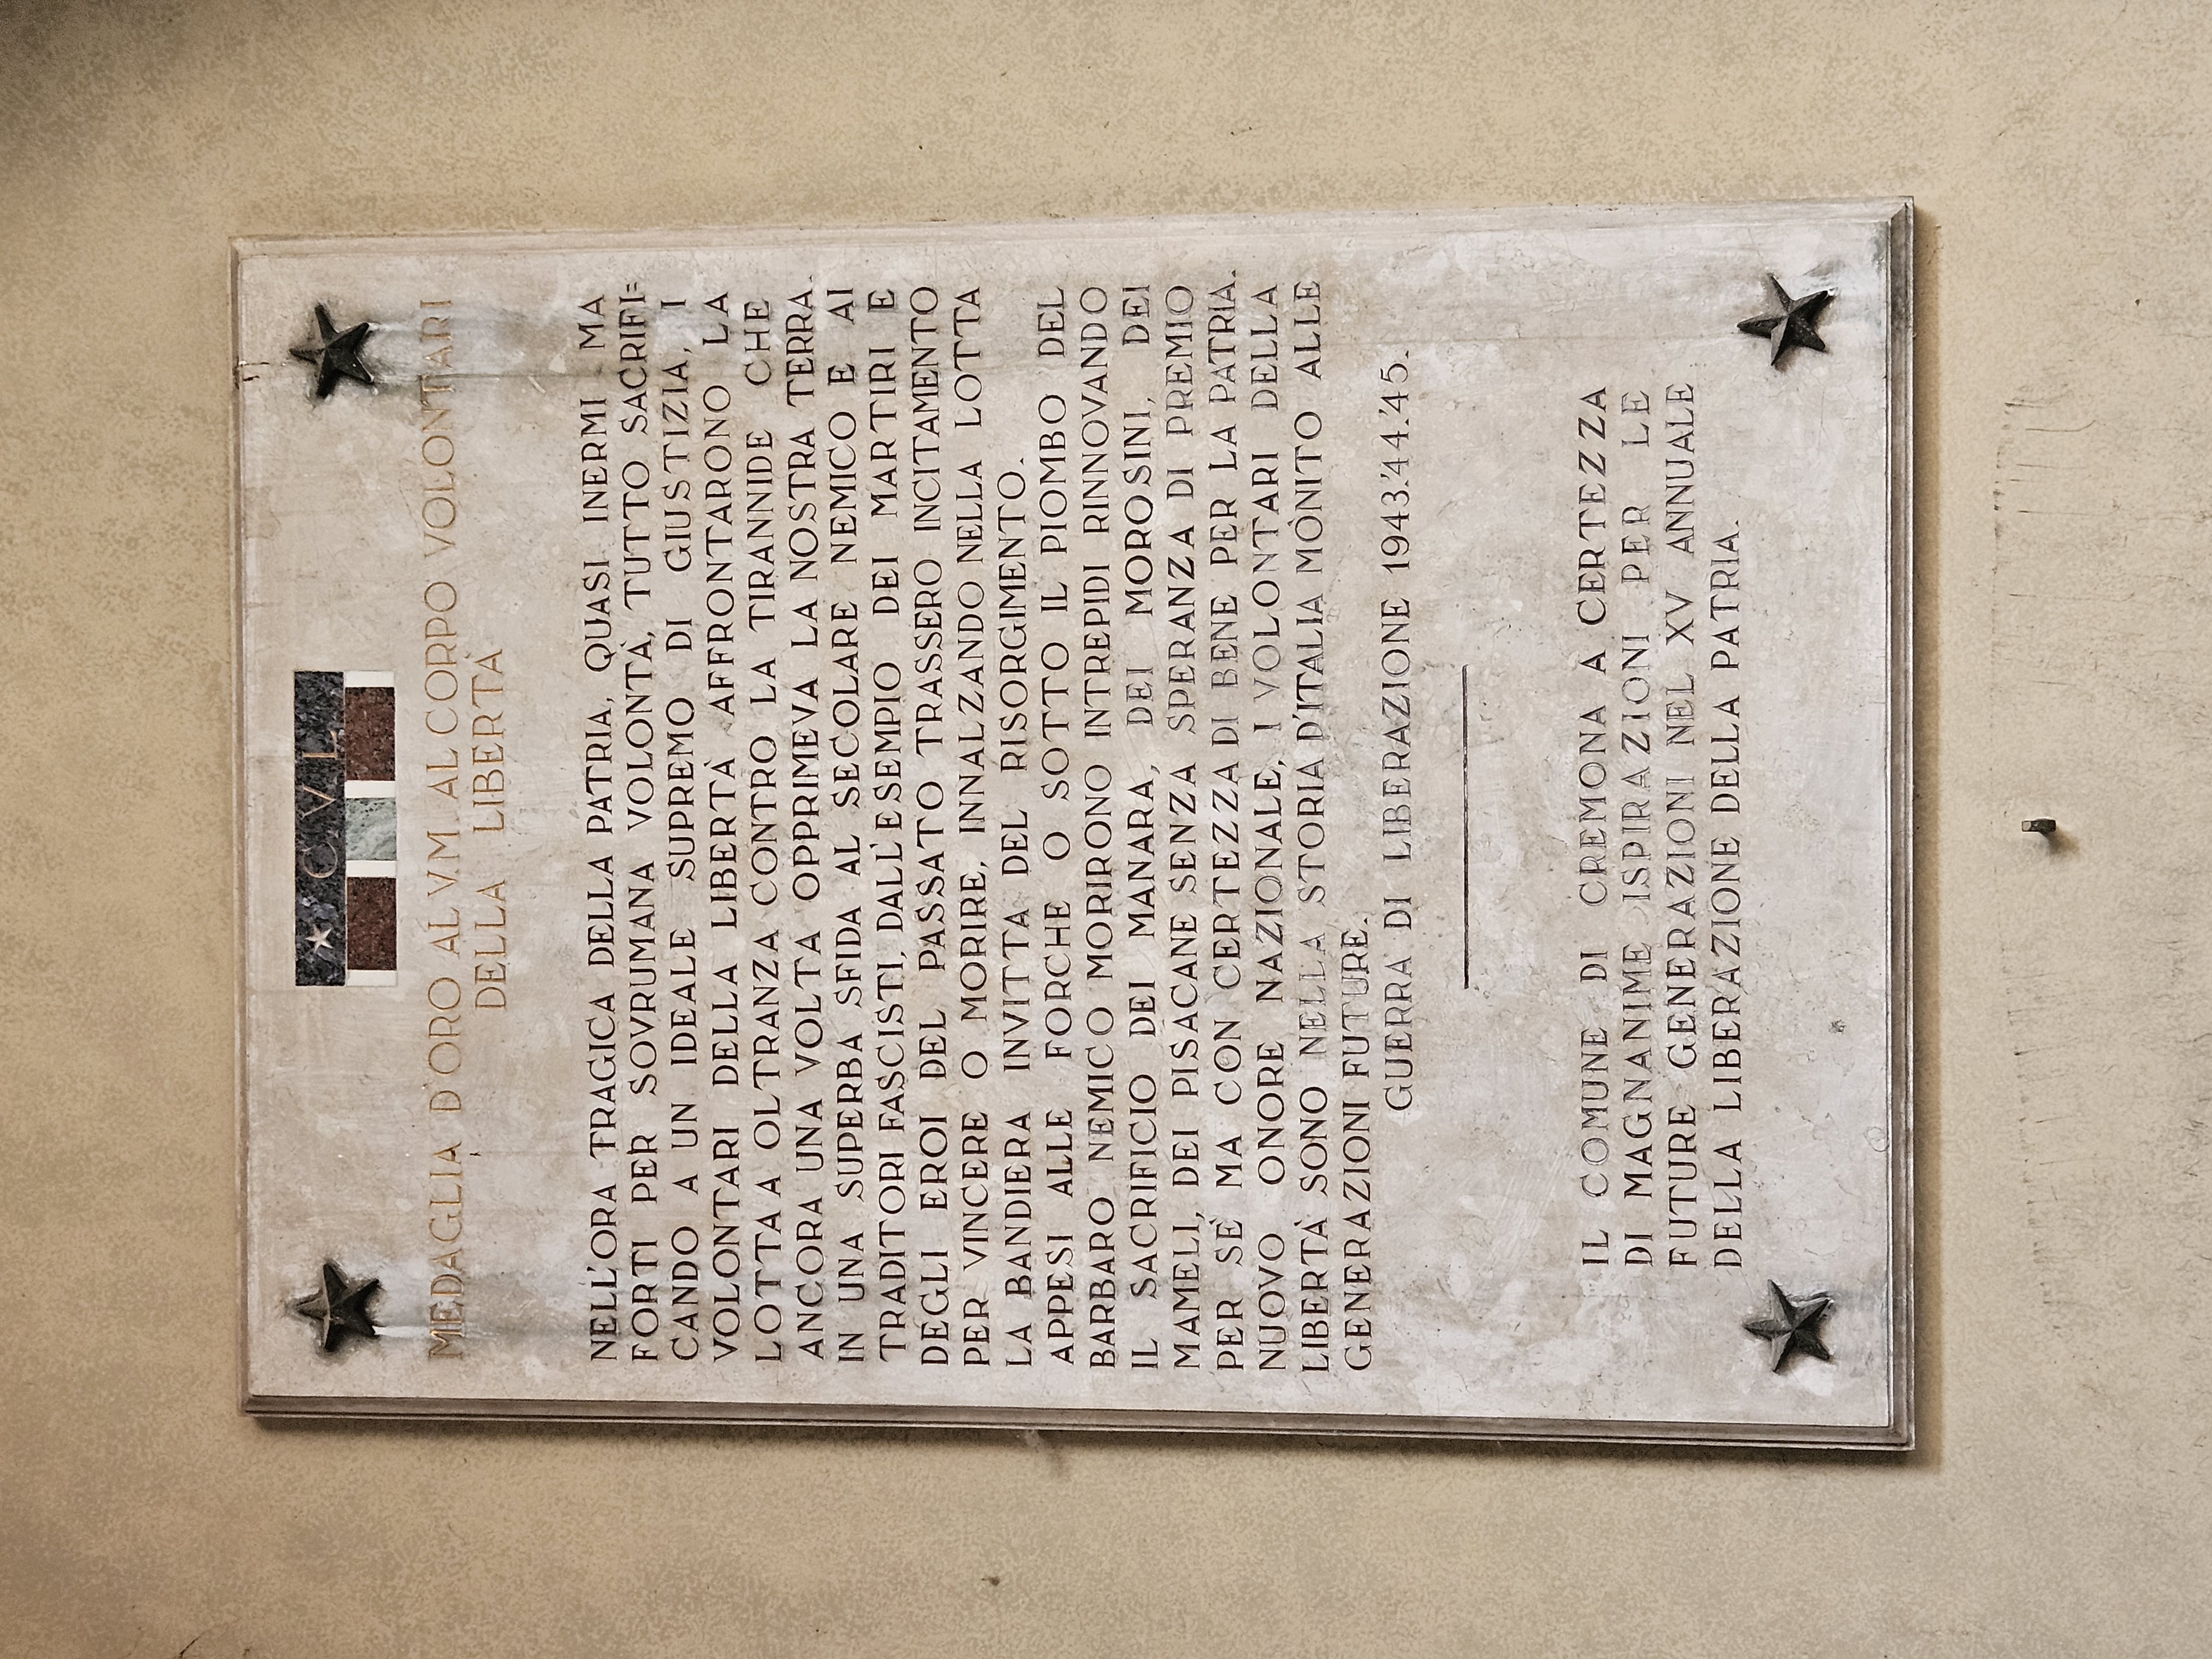 ★ C.V.L.
MEDAGLIA D'ORO AL V.M. AL CORPO VOLONTARI
DELLA LIBERTÀ
NELL'ORA TRAGICA DELLA PATRIA, QUASI INERMI MA
FORTI PER SOVRUMANA VOLONTÀ, TUTTO SACRIFI=
CANDO A UN IDEALE SUPREMO DI GIUSTIZIA, I
VOLONTARI DELLA LIBERTÀ AFFRONTARONO LA
LOTTA A OLTRANZA CONTRO LA TIRANNIDE CHE
ANCORA UNA VOLTA OPPRIMEVA LA NOSTRA TERRA.
IN UNA SUPERBA SFIDA AL SECOLARE NEMICO E AI
TRADITORI FASCISTI, DALL'ESEMPIO DEI MARTIRI E
DEGLI EROI DEL PASSATO TRASSERO INCITAMENTO
PER VINCERE O MORIRE, INNALZANDO NELLA LOTTA
LA BANDIERA INVITTA DEL RISORGIMENTO.
APPESI ALLE FORCHE O SOTTO IL PIOMBO DEL
BARBARO NEMICO MORIRONO INTREPIDI RINNOVANDO
IL SACRIFICIO DEI MANARA, DEI MOROSINI, DEI
MAMELI, DEI PISACANE SENZA SPERANZA DI PREMIO
PER SÈ MA CON CERTEZZA DI BENE PER LA PATRIA.
NUOVO ONORE NAZIONALE, I VOLONTARI DELLA
LIBERTÀ SONO NELLA STORIA D'ITALIA MÒNITO ALLE
GENERAZIONI FUTURE.
GUERRA DI LIBERAZIONE 1943.'44.'45.
IL COMUNE DI CREMONA A CERTEZZA
DI MAGNANIME ISPIRAZIONI PER LE
FUTURE GENERAZIONI NEL XV ANNUALE
DELLA LIBERAZIONE DELLA PATRIA.